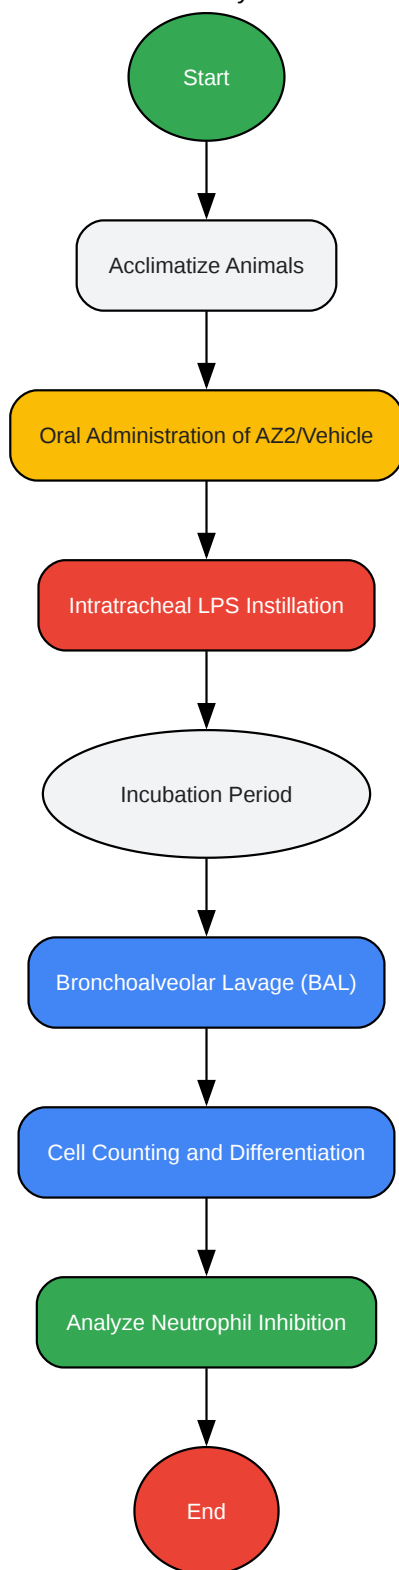 Start
Acclimatize Animals
Oral Administration of AZ2/Vehicle
Intratracheal LPS Instillation
Incubation Period
Bronchoalveolar Lavage (BAL)
Cell Counting and Differentiation
Analyze Neutrophil Inhibition
End